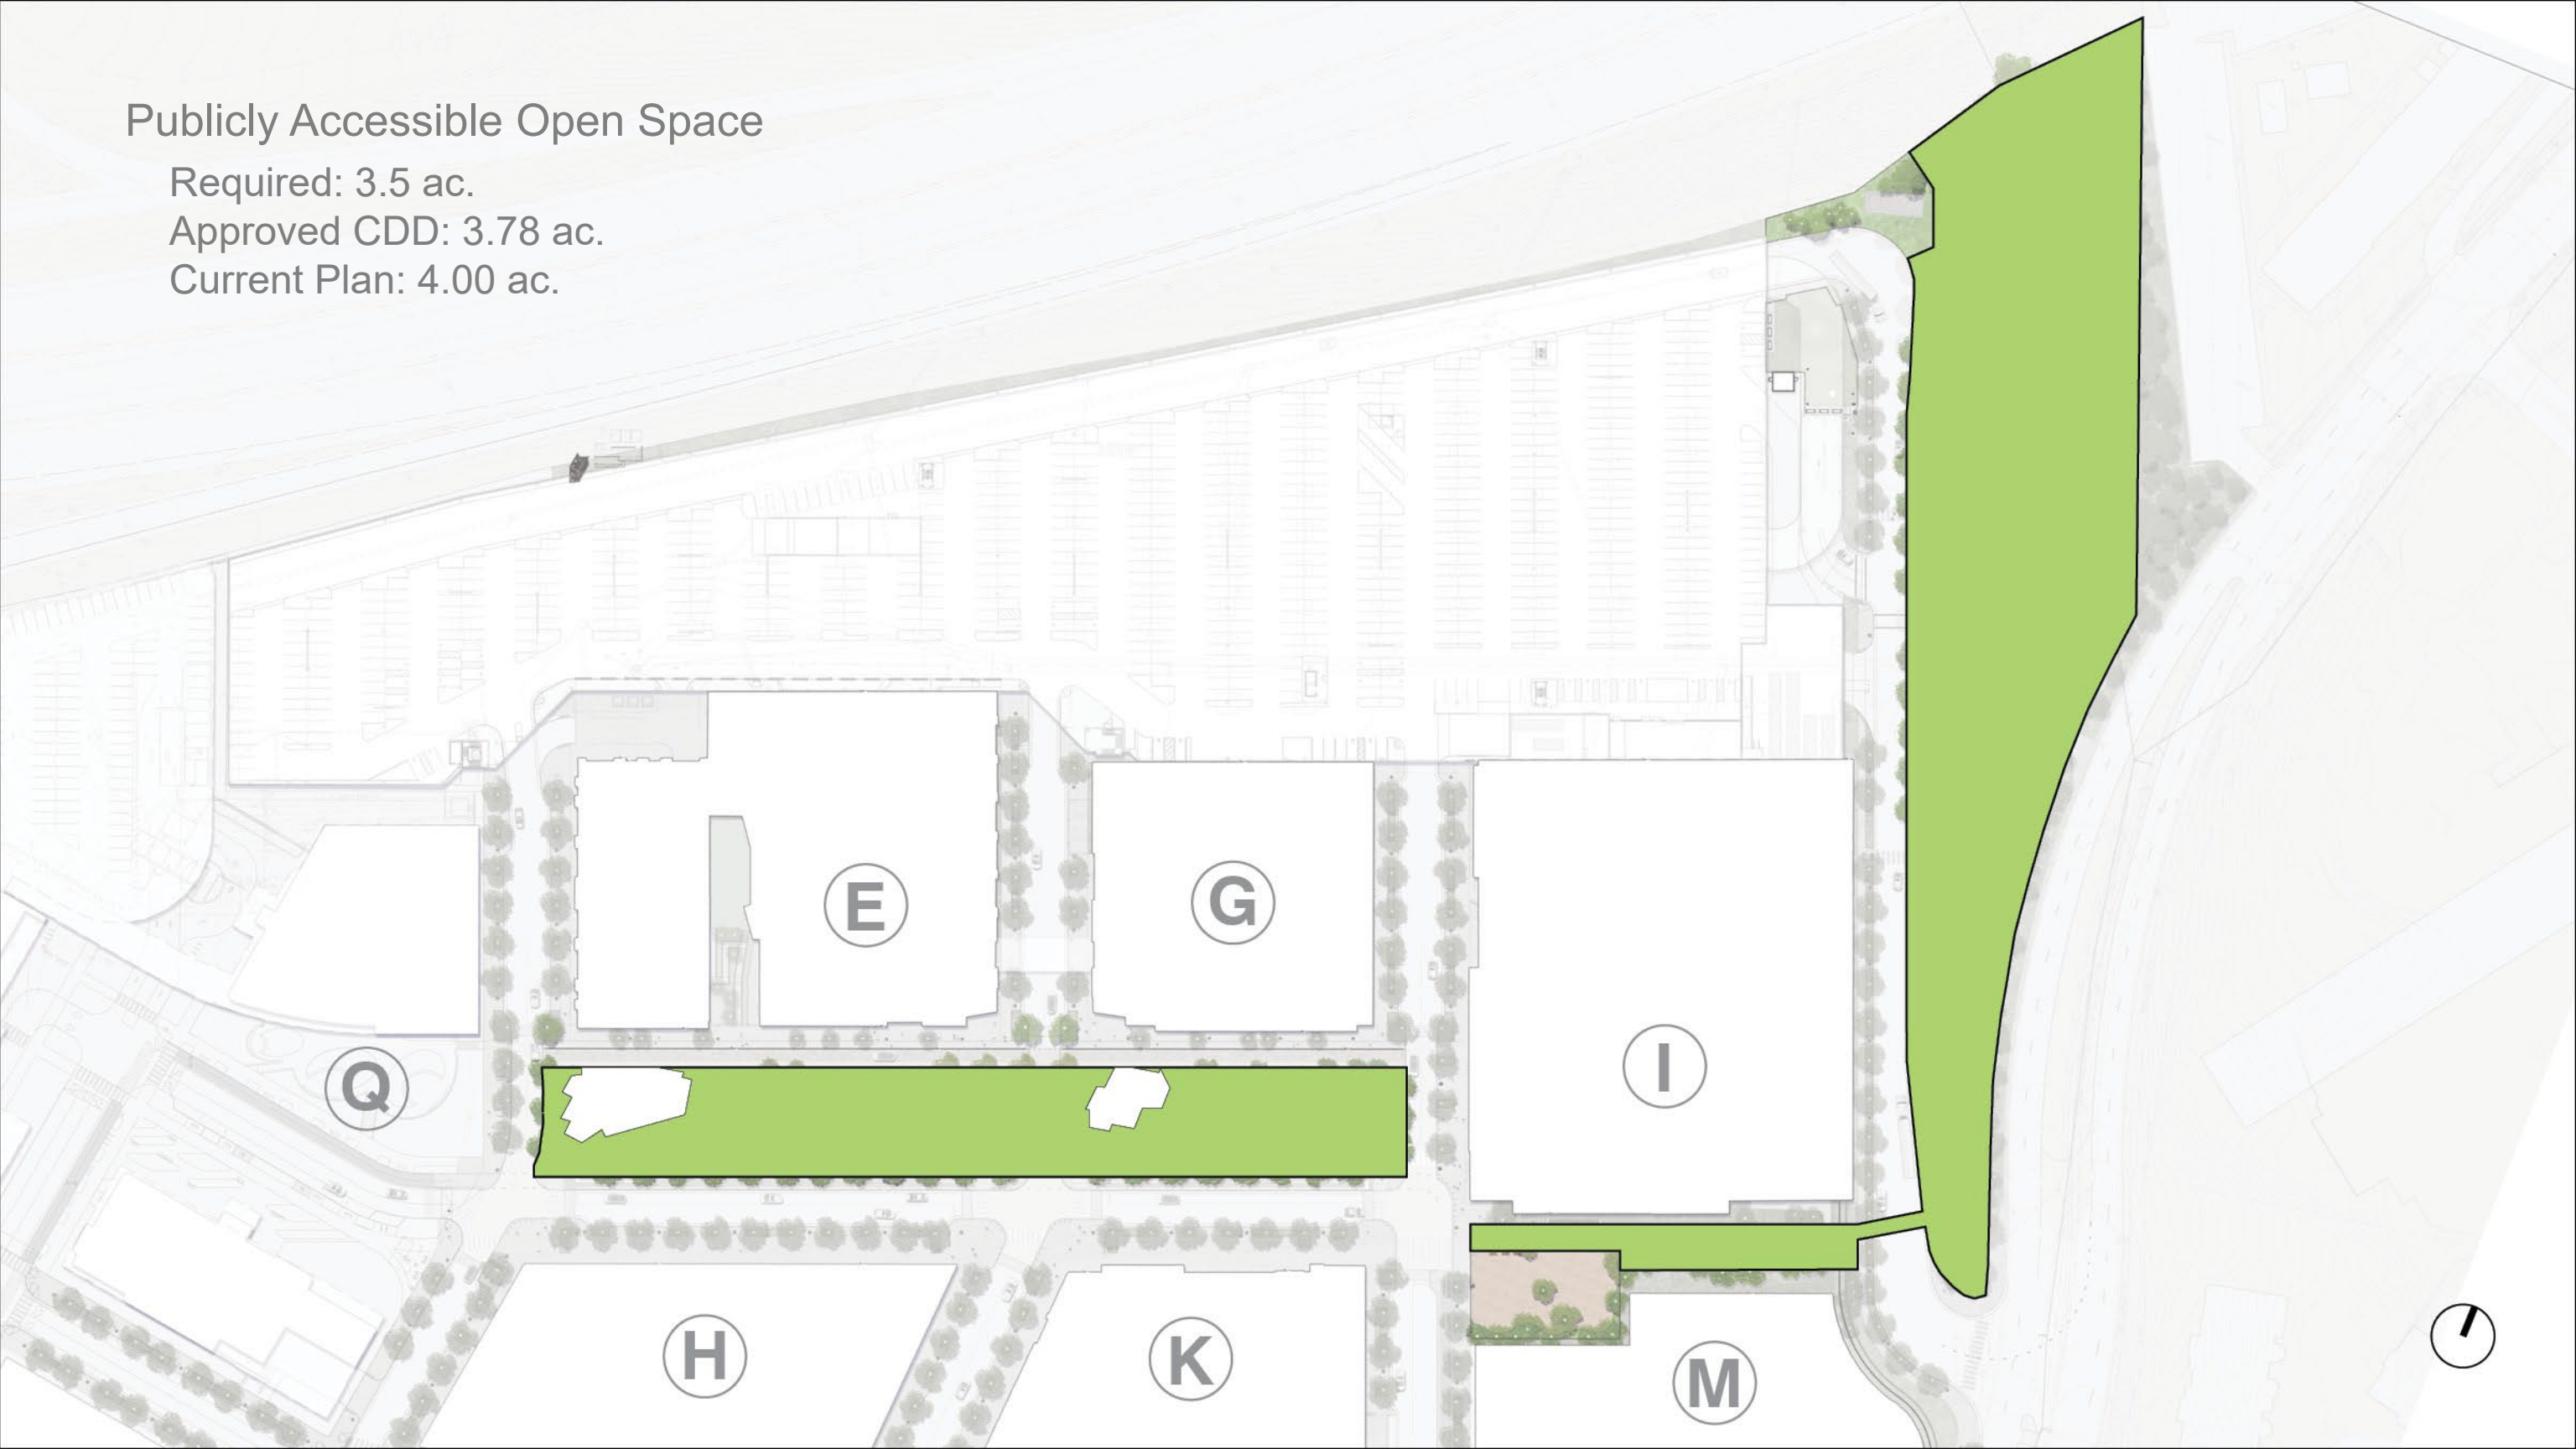 Publicly Accessible Open Space
Required: 3.5 ac.
Approved CDD: 3.78 ac.
Current Plan: 4.00 ac.
E
G
I
Q
H
K
M